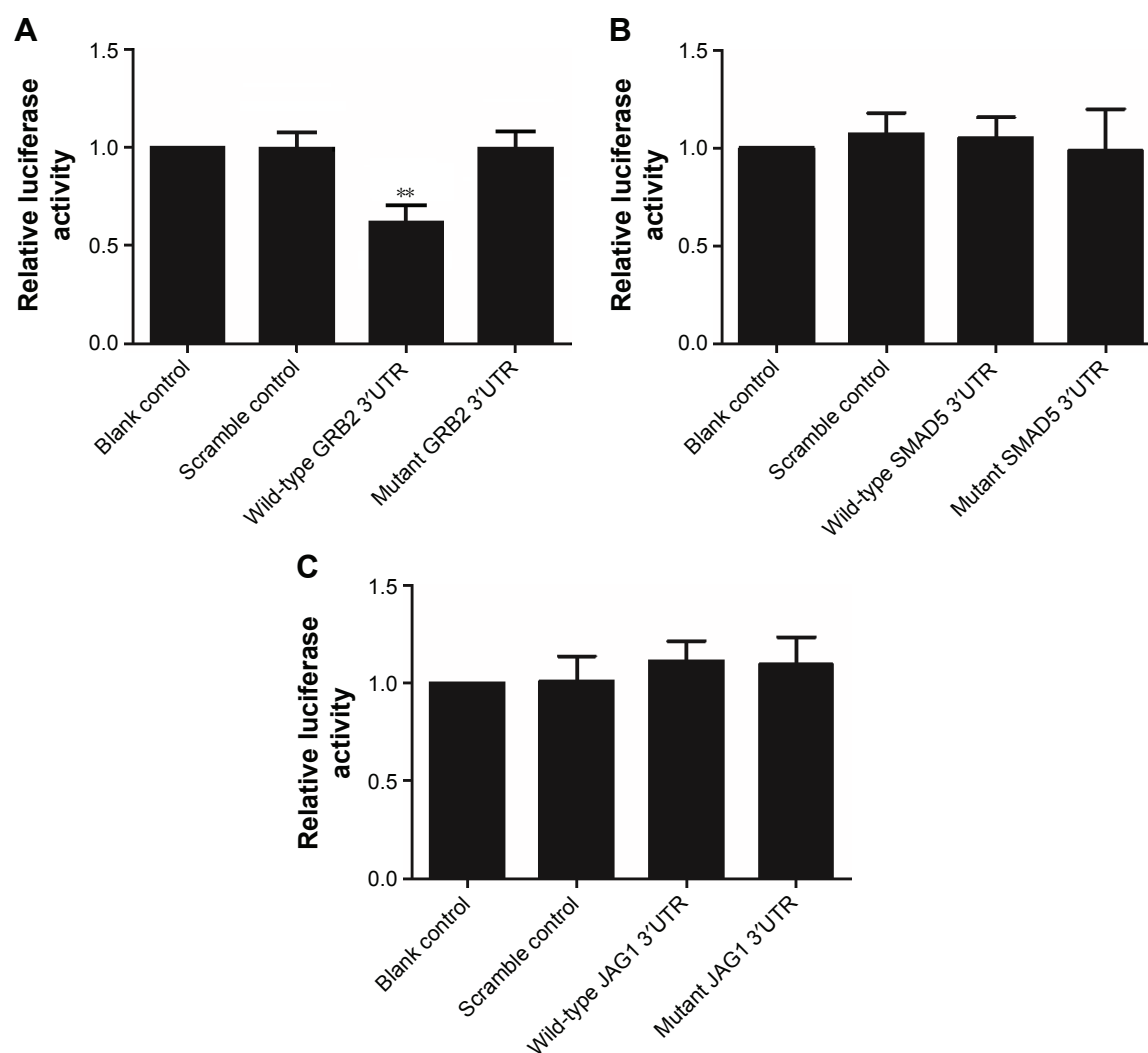 A
Relative luciferase
activity
1.5
1.0
0.5
0.0
**
Blank control
Scramble control
Wild-type GRB2 3′UTR
Mutant GRB2 3′UTR
B
Relative luciferase
activity
1.5
1.0
0.5
0.0
Blank control
Scramble control
Wild-type SMAD5 3′UTR
Mutant SMAD5 3′UTR
C
Relative luciferase
activity
1.5
1.0
0.5
0.0
Blank control
Scramble control
Wild-type JAG1 3′UTR
Mutant JAG1 3′UTR